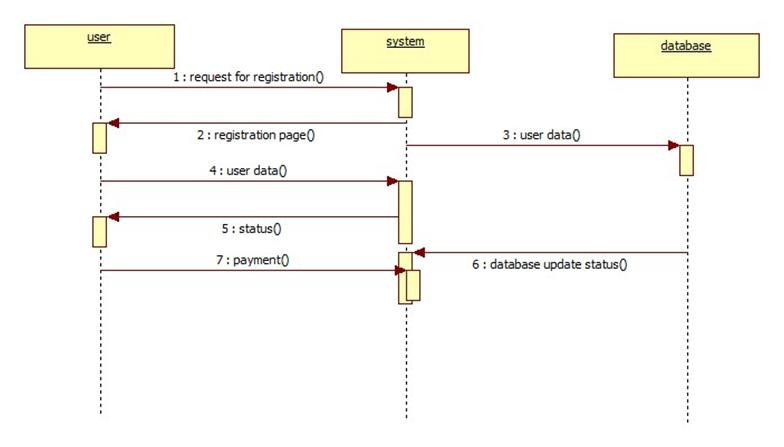 user
system
database
1 : request for registration()
2 : registration page()
3 : user data()
4 : user data()
5 : status()
6 : database update status()
7 : payment()